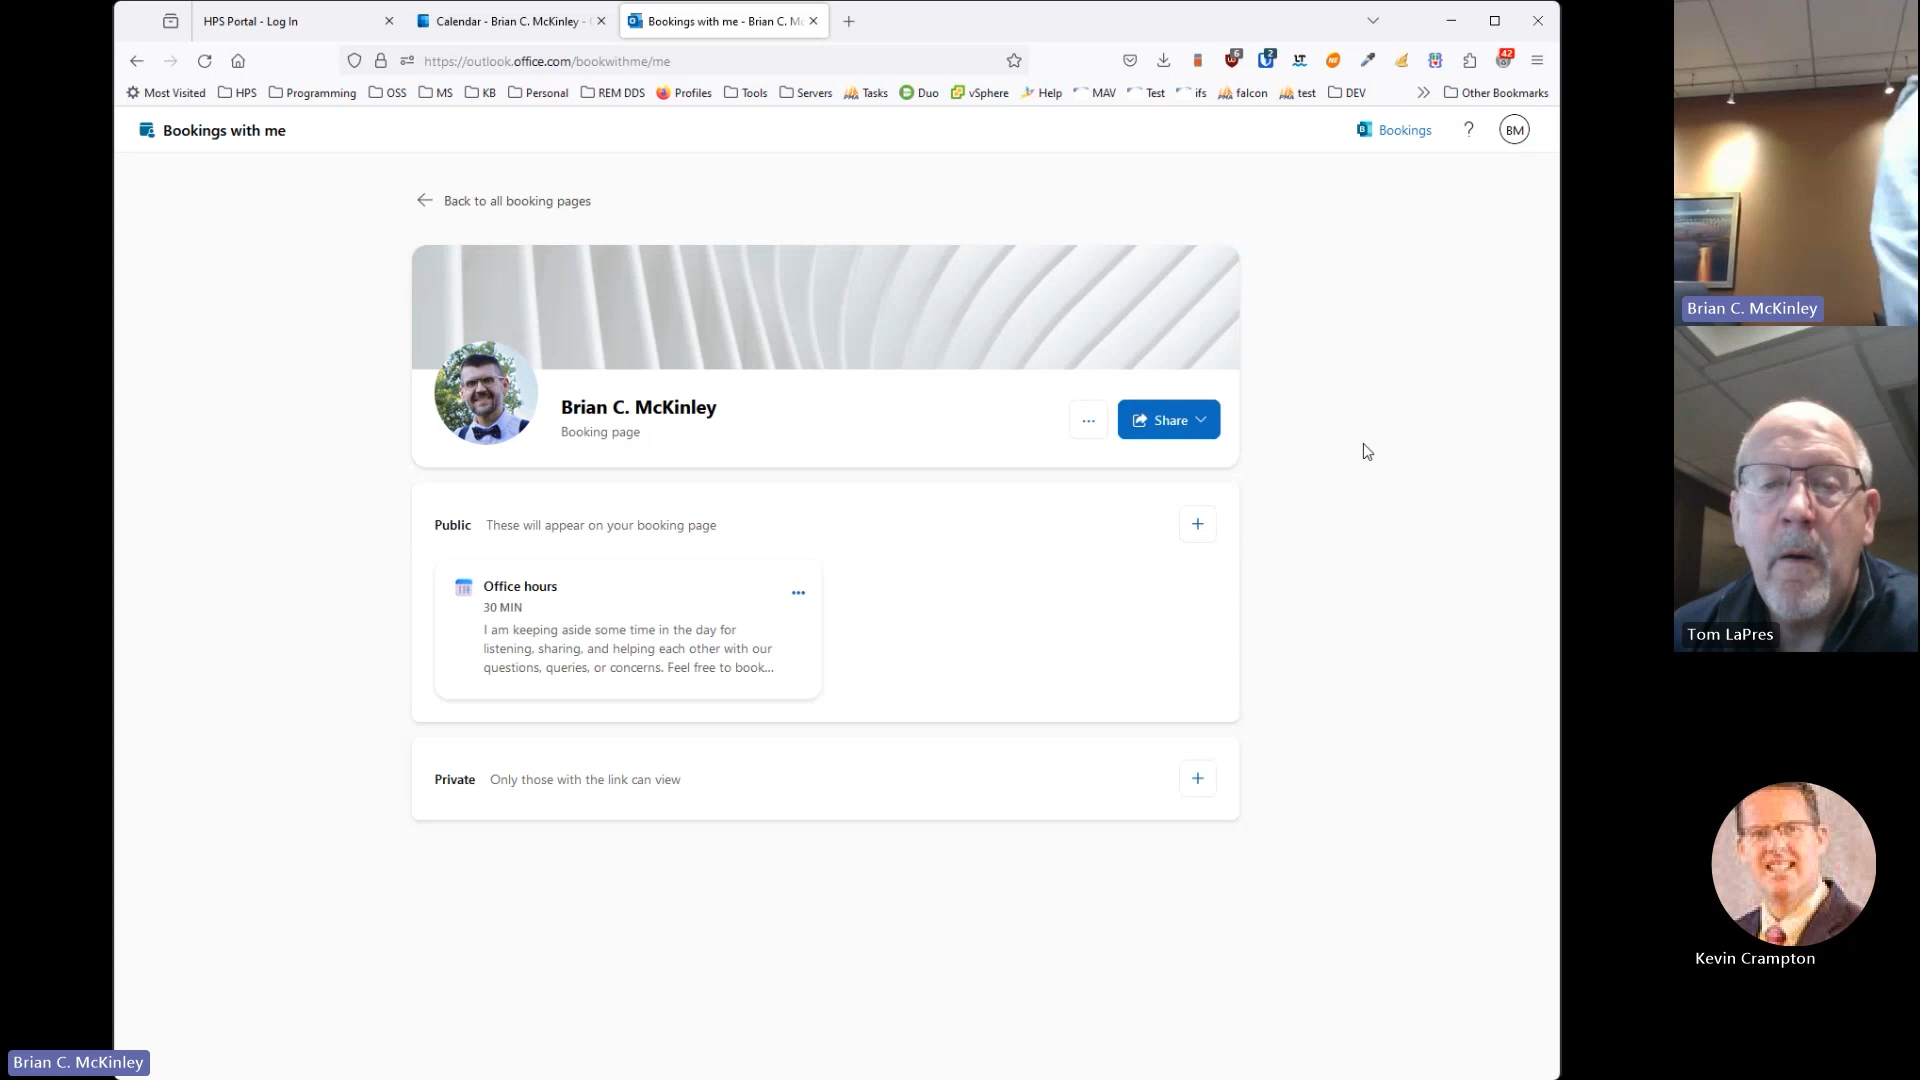 HPS Portal - Log In
Calendar - Brian C. McKinley -
Bookings with me - Brian C. Mc
https://outlook.office.com/bookwithme/me
6
2
LT
42
Most Visited
HPS
Programming
OSS
MS
KB
Personal
REM DDS
Profiles
Tools
Servers
Tasks
Duo
vSphere
Help
MAV
Test
ifs
falcon
test
DEV
Other Bookmarks
Bookings with me
Bookings
?
BM
Back to all booking pages
Brian C. McKinley
Booking page
Share
Public These will appear on your booking page
Office hours
30 MIN
I am keeping aside some time in the day for
listening, sharing, and helping each other with our
questions, queries, or concerns. Feel free to book...
Private Only those with the link can view
Brian C. McKinley
Tom LaPres
Kevin Crampton
Brian C. McKinley